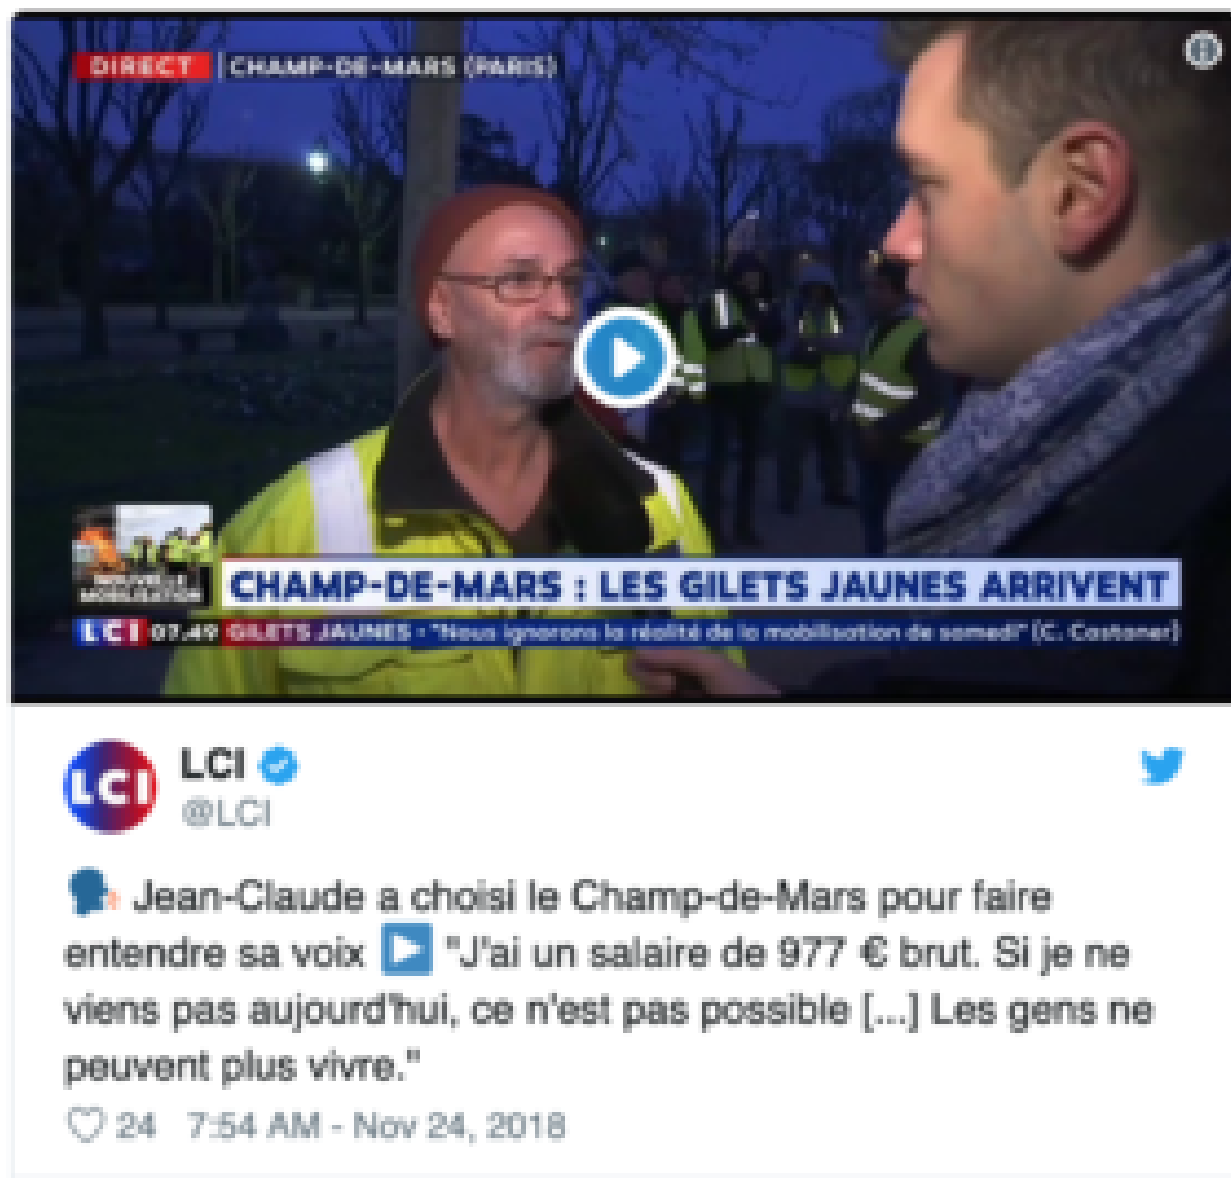 DIRECT CHAMP-DE-MARS (PARIS)
NOUVELLE
MOBILISATION
CHAMP-DE-MARS : LES GILETS JAUNES ARRIVENT
LCI 07.49 GILETS JAUNES - "Nous ignorons la réalité de la mobilisation de samedi" (C. Castaner)
LCI
LCI
@LCI
Jean-Claude a choisi le Champ-de-Mars pour faire
entendre sa voix "J'ai un salaire de 977 € brut. Si je ne
viens pas aujourd'hui, ce n'est pas possible [...] Les gens ne
peuvent plus vivre."
24 7:54 AM - Nov 24, 2018